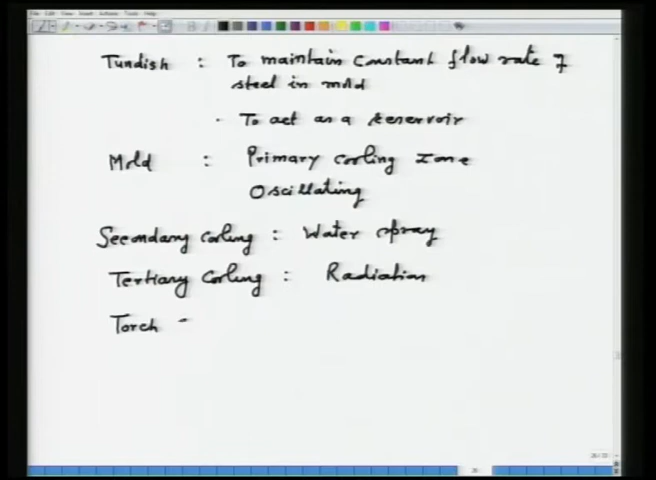 Tundish : To maintain constant flow rate of
steel in mold
· To act as a reservoir
Mold : Primary cooling zone
Oscillating
Secondary cooling : Water spray
Tertiary cooling : Radiation
Torch -